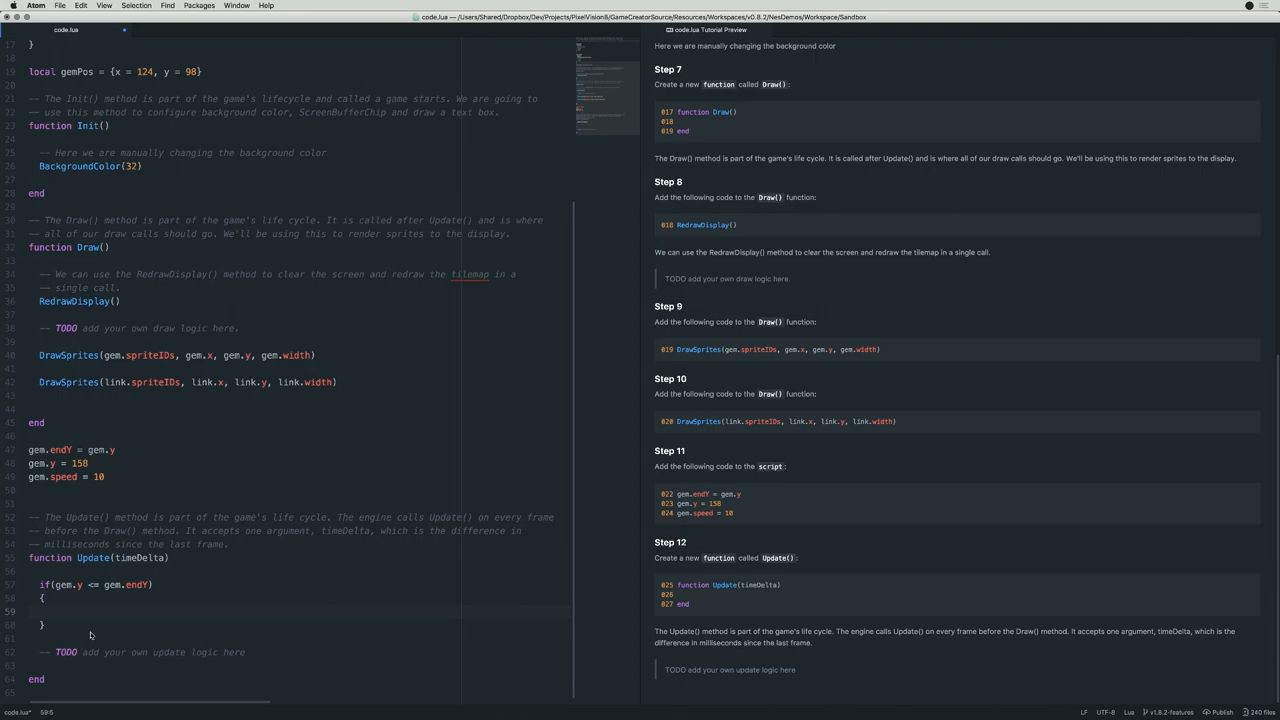 Atom File Edit View Selection Find Packages Window Help
code.lua — /Users/Shared/Dropbox/Dev/Projects/PixelVision8/GameCreatorSource/Resources/Workspaces/v0.8.2/NesDemos/Workspace/Sandbox
code.lua
17 }
18
19 local gemPos = {x = 124, y = 98}
20
21 -- The Init() method is part of the game's lifecycle and called a game starts. We are going to
22 -- use this method to configure background color, ScreenBufferChip and draw a text box.
23 function Init()
24
25 -- Here we are manually changing the background color
26 BackgroundColor(32)
27
28 end
29
30 -- The Draw() method is part of the game's life cycle. It is called after Update() and is where
31 -- all of our draw calls should go. We'll be using this to render sprites to the display.
32 function Draw()
33
34 -- We can use the RedrawDisplay() method to clear the screen and redraw the tilemap in a
35 -- single call.
36 RedrawDisplay()
37
38 -- TODO add your own draw logic here.
39
40 DrawSprites(gem.spriteIDs, gem.x, gem.y, gem.width)
41
42 DrawSprites(link.spriteIDs, link.x, link.y, link.width)
43
44
45 end
46
47 gem.endY = gem.y
48 gem.y = 158
49 gem.speed = 10
50
51
52 -- The Update() method is part of the game's life cycle. The engine calls Update() on every frame
53 -- before the Draw() method. It accepts one argument, timeDelta, which is the difference in
54 -- milliseconds since the last frame.
55 function Update(timeDelta)
56
57 if(gem.y <= gem.endY)
58 {
59
60 }
61
62 -- TODO add your own update logic here
63
64 end
65
code.lua Tutorial Preview
Here we are manually changing the background color
Step 7
Create a new function called Draw():
017 function Draw()
018
019 end
The Draw() method is part of the game's life cycle. It is called after Update() and is where all of our draw calls should go. We'll be using this to render sprites to the display.
Step 8
Add the following code to the Draw() function:
018 RedrawDisplay()
We can use the RedrawDisplay() method to clear the screen and redraw the tilemap in a single call.
TODO add your own draw logic here.
Step 9
Add the following code to the Draw() function:
019 DrawSprites(gem.spriteIDs, gem.x, gem.y, gem.width)
Step 10
Add the following code to the Draw() function:
020 DrawSprites(link.spriteIDs, link.x, link.y, link.width)
Step 11
Add the following code to the script:
022 gem.endY = gem.y
023 gem.y = 158
024 gem.speed = 10
Step 12
Create a new function called Update():
025 function Update(timeDelta)
026
027 end
The Update() method is part of the game's life cycle. The engine calls Update() on every frame before the Draw() method. It accepts one argument, timeDelta, which is the
difference in milliseconds since the last frame.
TODO add your own update logic here
code.lua* 59:5 LF UTF-8 Lua v1.8.2-features Publish 240 files